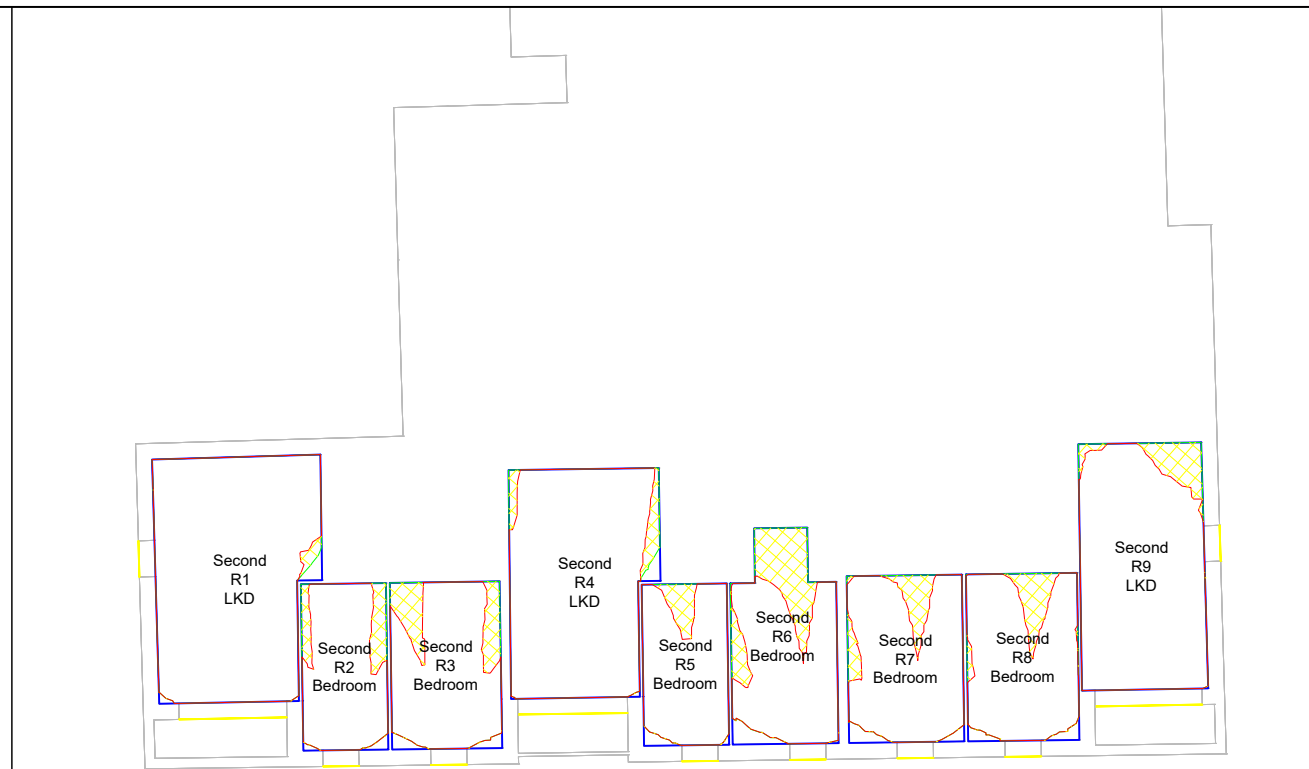 Second
R1
LKD
Second
R2
Bedroom
Second
R3
Bedroom
Second
R4
LKD
Second
R5
Bedroom
Second
R6
Bedroom
Second
R7
Bedroom
Second
R8
Bedroom
Second
R9
LKD